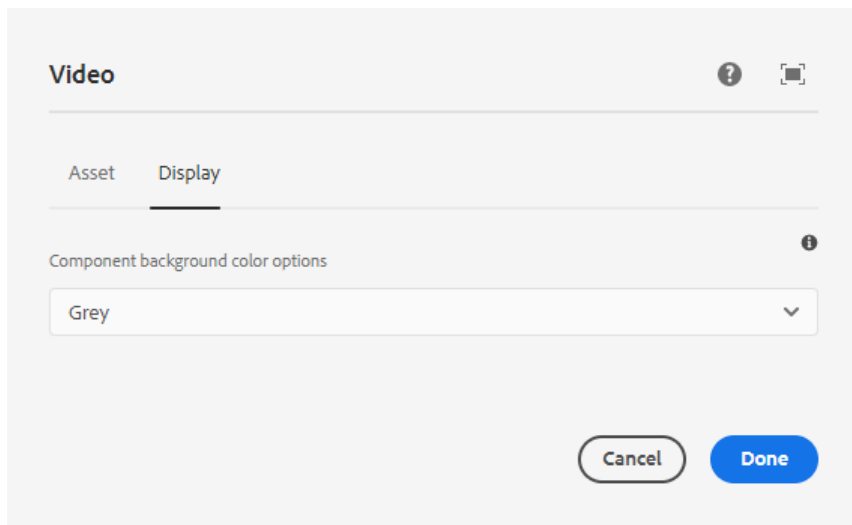 Video
Asset Display
Component background color options
Grey
Cancel Done